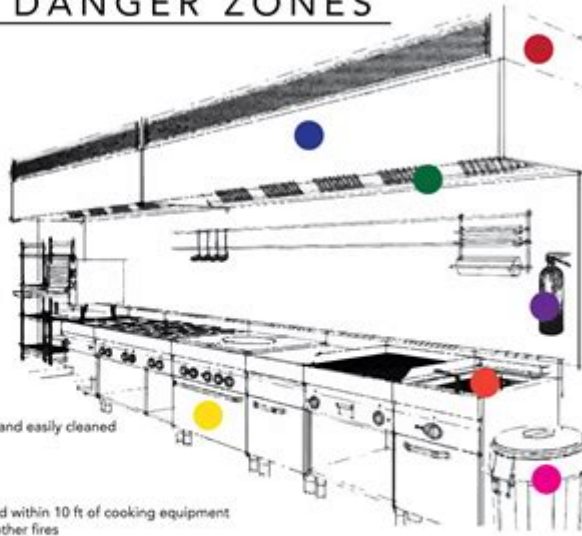 DANGER ZONES
and easily cleaned
d within 10 ft of cooking equipment
other fires